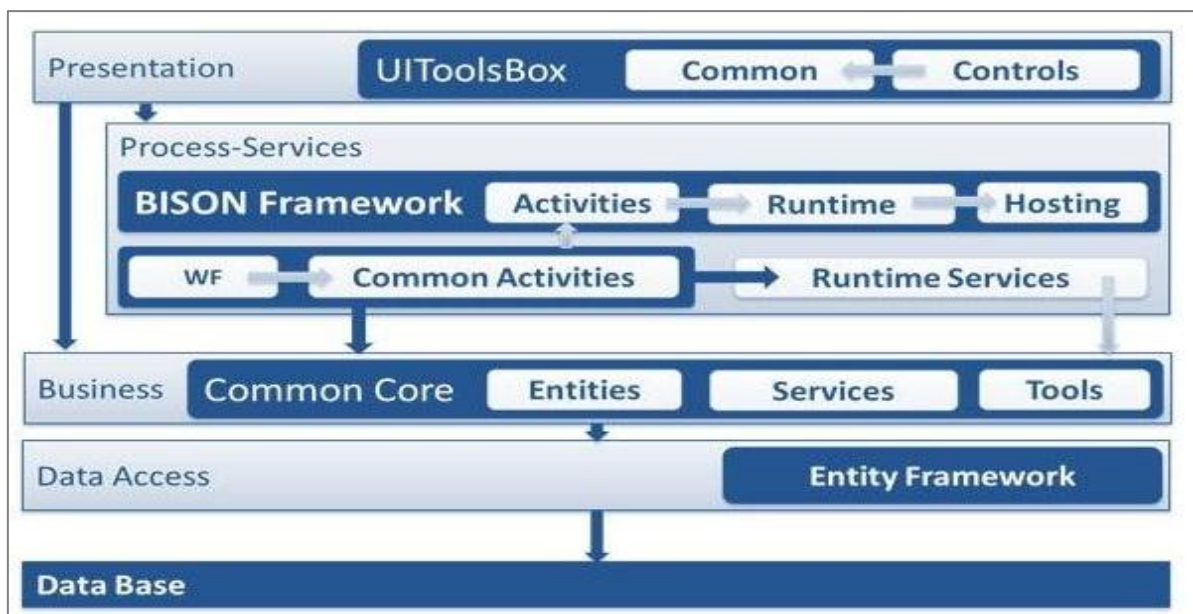 Presentation
UIToolsBox
Common
Controls
Process-Services
BISON Framework
Activities
Runtime
Hosting
WF
Common Activities
Runtime Services
Business
Common Core
Entities
Services
Tools
Data Access
Entity Framework
Data Base